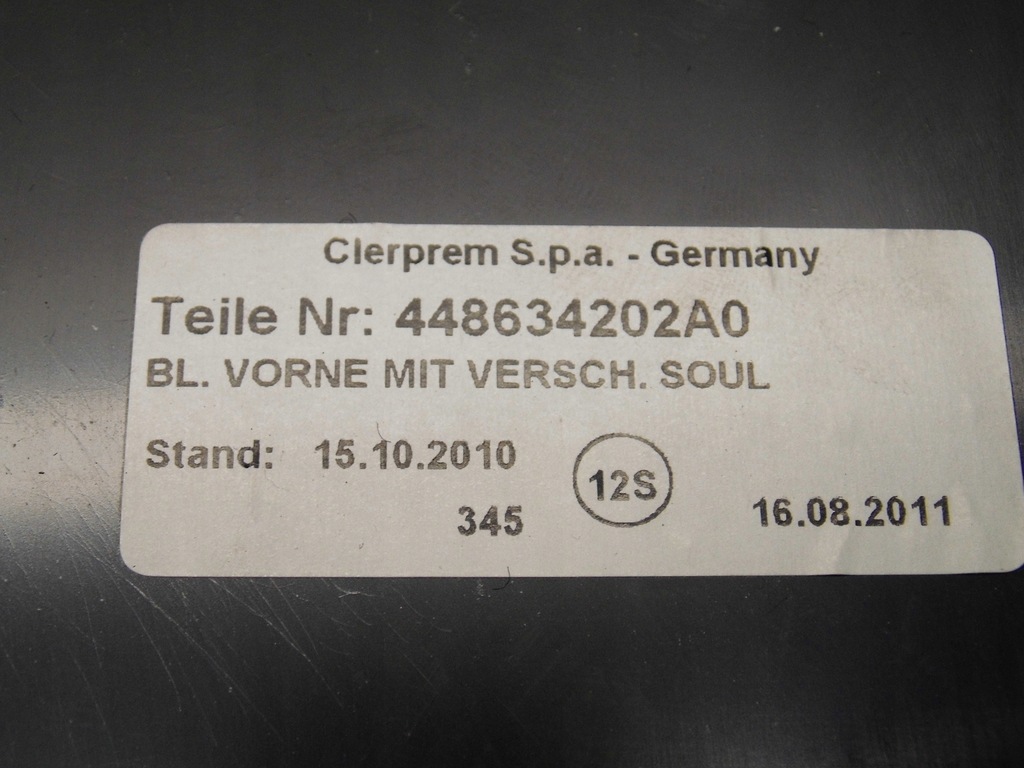 Clerprem S.p.a. - Germany
Teile Nr: 448634202A0
BL. VORNE MIT VERSCH. SOUL
Stand: 15.10.2010
12S
345
16.08.2011